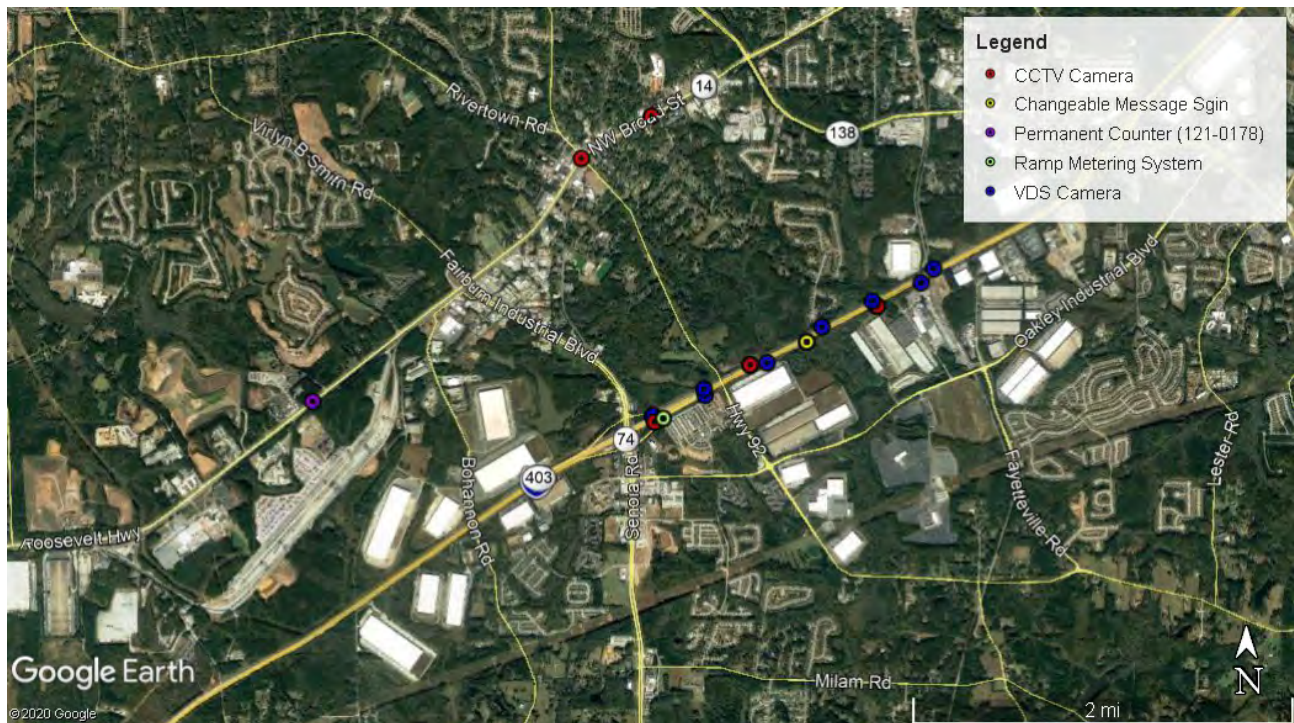 Legend
CCTV Camera
Changeable Message Sgin
Permanent Counter (121-0178)
Ramp Metering System
VDS Camera
14
NW Broad St
Rivertown Rd
138
Virlyn B Smith Rd
Fairburn Industrial Blvd
Oakley Industrial Blvd
Hwy 92
74
403
Senoia Rd
Bohannon Rd
Fayetteville Rd
Lester Rd
Roosevelt Hwy
Milam Rd
Google Earth
©2020 Google
N
2 mi